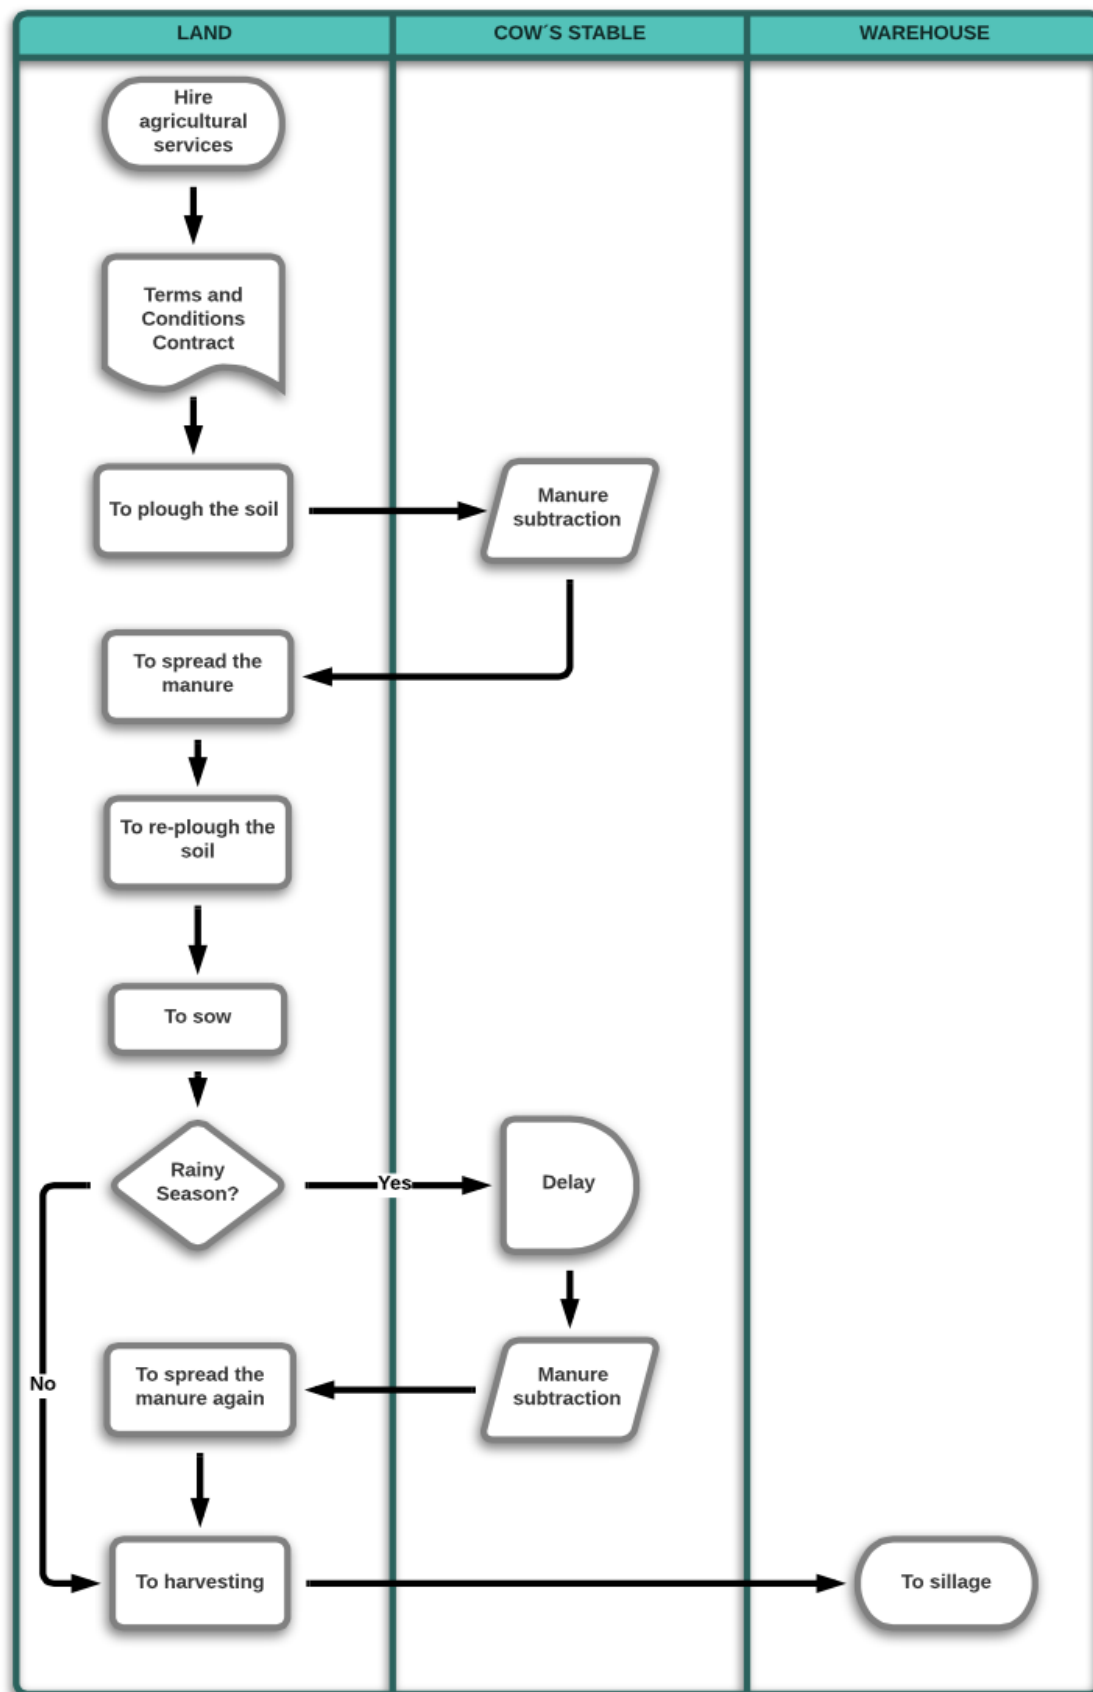 LAND
COW´S STABLE
WAREHOUSE
Hire
agricultural
services
Terms and
Conditions
Contract
To plough the soil
Manure
subtraction
To spread the
manure
To re-plough the
soil
To sow
Rainy
Season?
Yes
Delay
No
To spread the
manure again
Manure
subtraction
To harvesting
To sillage